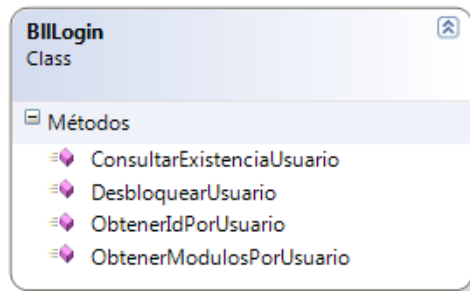 BllLogin
Class
Métodos
ConsultarExistenciaUsuario
DesbloquearUsuario
ObtenerIdPorUsuario
ObtenerModulosPorUsuario